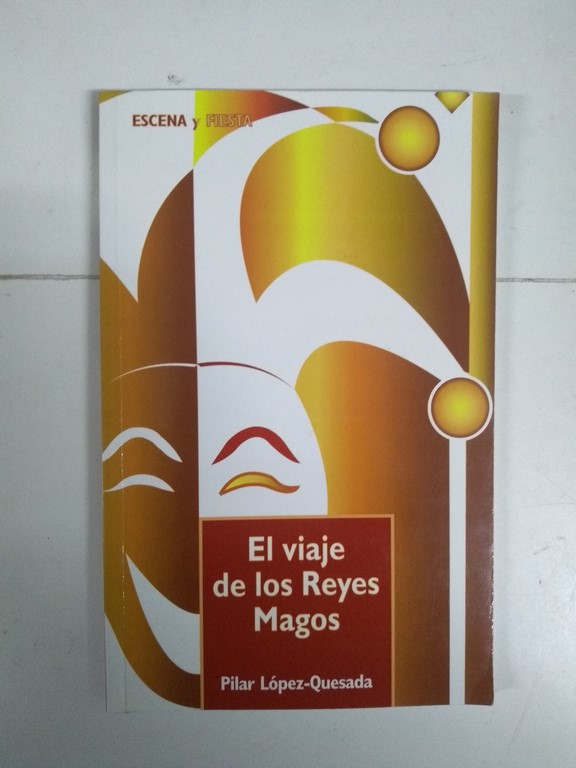 ESCENA y FIESTA
El viaje
de los Reyes
Magos
Pilar López-Quesada